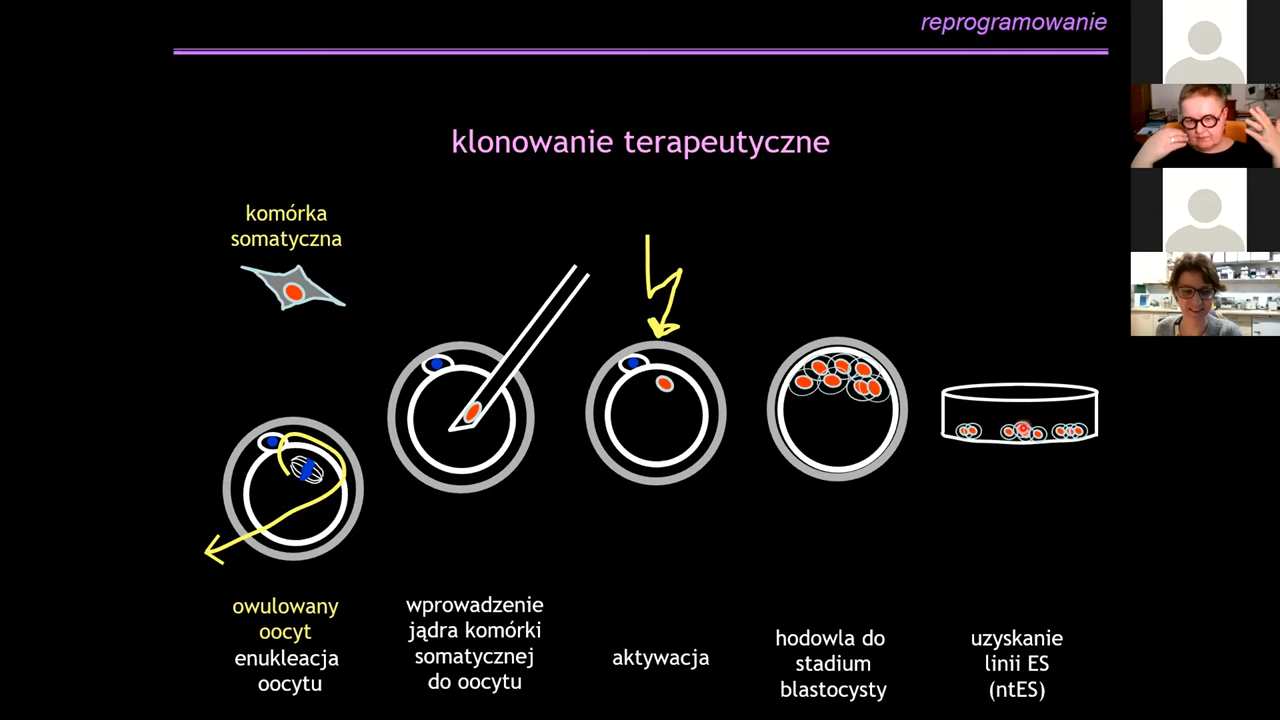 reprogramowanie
klonowanie terapeutyczne
komórka
somatyczna
owulowany
oocyt
enukleacja
oocytu
wprowadzenie
jądra komórki
somatycznej
do oocytu
aktywacja
hodowla do
stadium
blastocysty
uzyskanie
linii ES
(ntES)